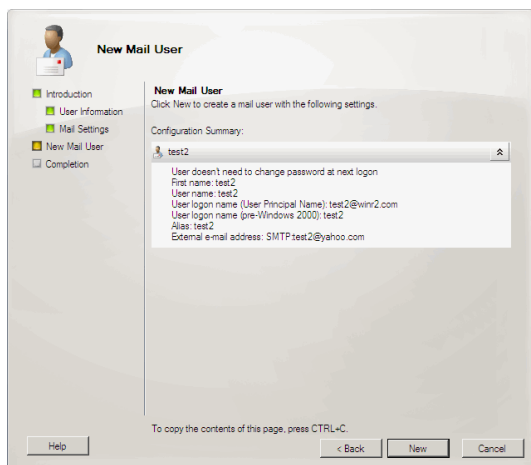 New Mail User
Introduction
User Information
Mail Settings
New Mail User
Completion
New Mail User
Click New to create a mail user with the following settings.
Configuration Summary:
test2
User doesn't need to change password at next logon
First name: test2
User name: test2
User logon name (User Principal Name): test2@winr2.com
User logon name (pre-Windows 2000): test2
Alias: test2
External e-mail address: SMTP:test2@yahoo.com
To copy the contents of this page, press CTRL+C.
Help
< Back
New
Cancel